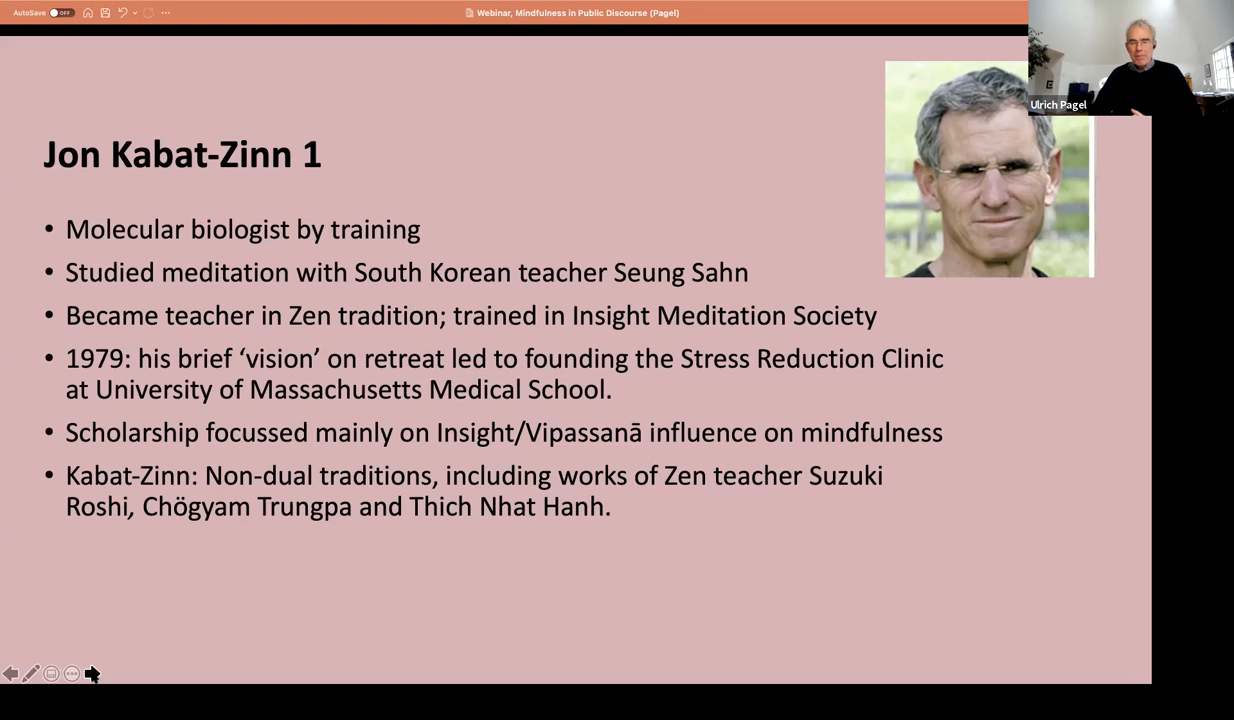 AutoSave OFF
Webinar, Mindfulness in Public Discourse (Pagel)
Ulrich Pagel
Jon Kabat-Zinn 1
• Molecular biologist by training
• Studied meditation with South Korean teacher Seung Sahn
• Became teacher in Zen tradition; trained in Insight Meditation Society
• 1979: his brief ‘vision’ on retreat led to founding the Stress Reduction Clinic
at University of Massachusetts Medical School.
• Scholarship focussed mainly on Insight/Vipassanā influence on mindfulness
• Kabat-Zinn: Non-dual traditions, including works of Zen teacher Suzuki
Roshi, Chögyam Trungpa and Thich Nhat Hanh.